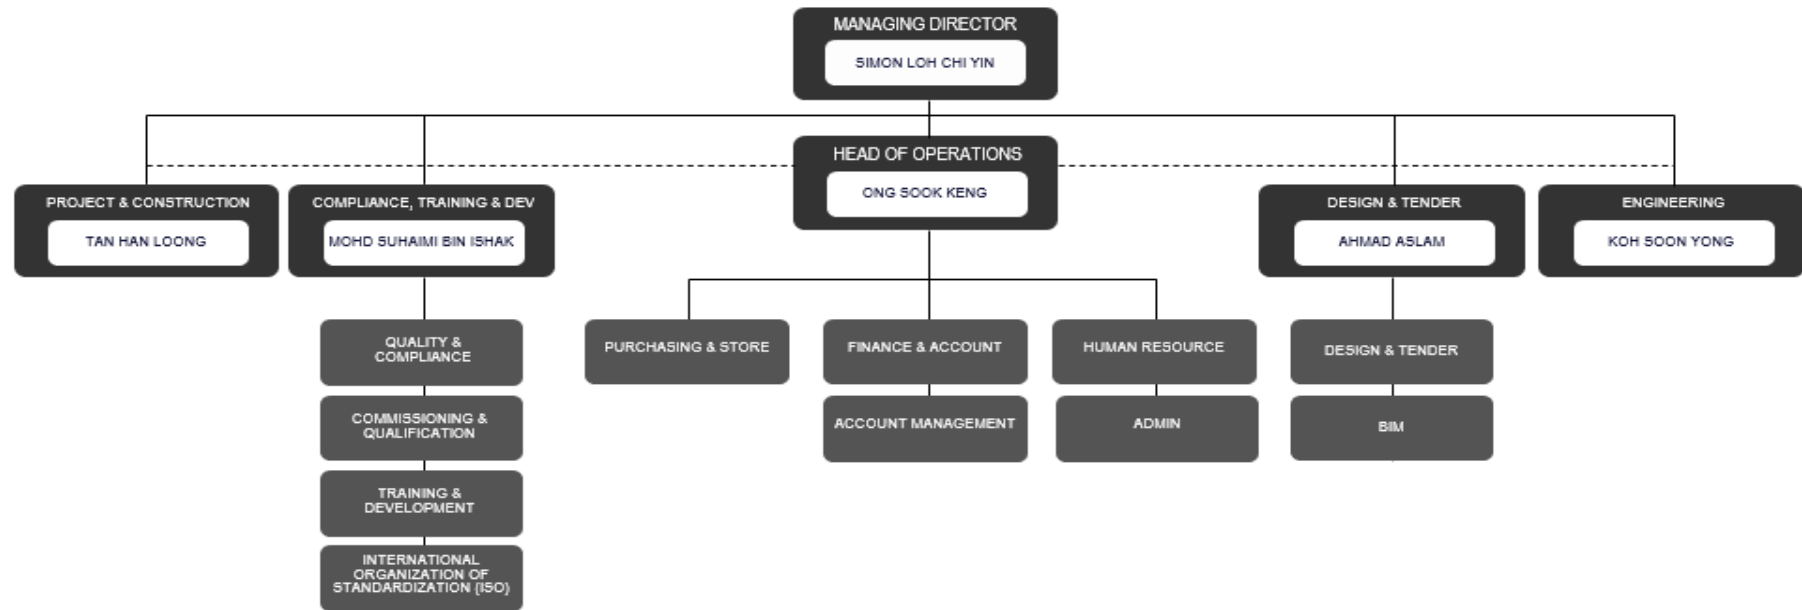 MANAGING DIRECTOR
SIMON LOH CHI YIN
HEAD OF OPERATIONS
ONG SOOK KENG
PROJECT & CONSTRUCTION
TAN HAN LOONG
COMPLIANCE, TRAINING & DEV
MOHD SUHAIMI BIN ISHAK
DESIGN & TENDER
AHMAD ASLAM
ENGINEERING
KOH SOON YONG
QUALITY &
COMPLIANCE
COMMISSIONING &
QUALIFICATION
TRAINING &
DEVELOPMENT
INTERNATIONAL
ORGANIZATION OF
STANDARDIZATION (ISO)
PURCHASING & STORE
FINANCE & ACCOUNT
ACCOUNT MANAGEMENT
HUMAN RESOURCE
ADMIN
DESIGN & TENDER
BIM